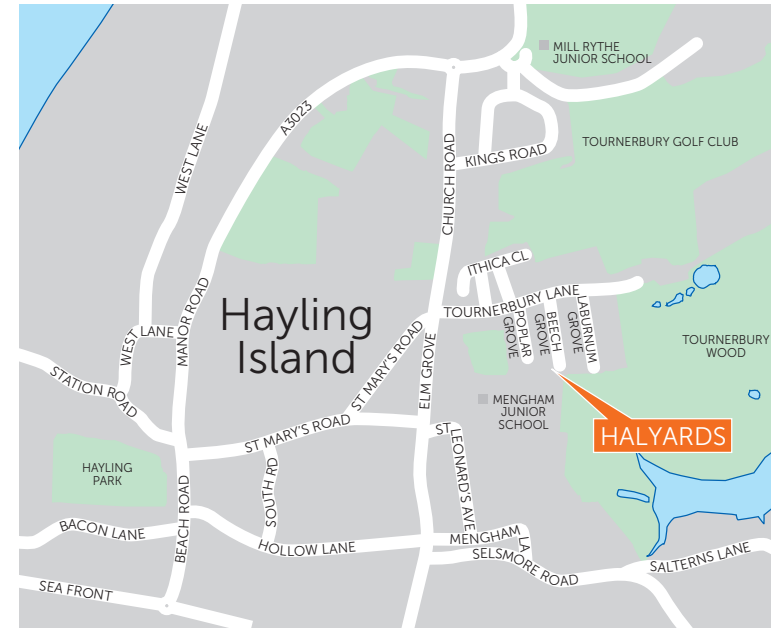 MILL RYTHE
JUNIOR SCHOOL
A3023
WEST LANE
CHURCH ROAD
KINGS ROAD
TOURNERBURY GOLF CLUB
ITHICA CL
TOURNERBURY LANE
LABURNUM
GROVE
BEECH
GROVE
POPLAR
GROVE
MANOR ROAD
Hayling
Island
WEST LANE
ST MARY'S ROAD
ELM GROVE
TOURNERBURY
WOOD
STATION ROAD
MENGHAM
JUNIOR
SCHOOL
HALYARDS
ST MARY'S ROAD
ST
LEONARD'S AVE
HAYLING
PARK
SOUTH RD
BEACH ROAD
BACON LANE
HOLLOW LANE
MENGHAM
LA
SELSMORE ROAD
SALTERNS LANE
SEA FRONT